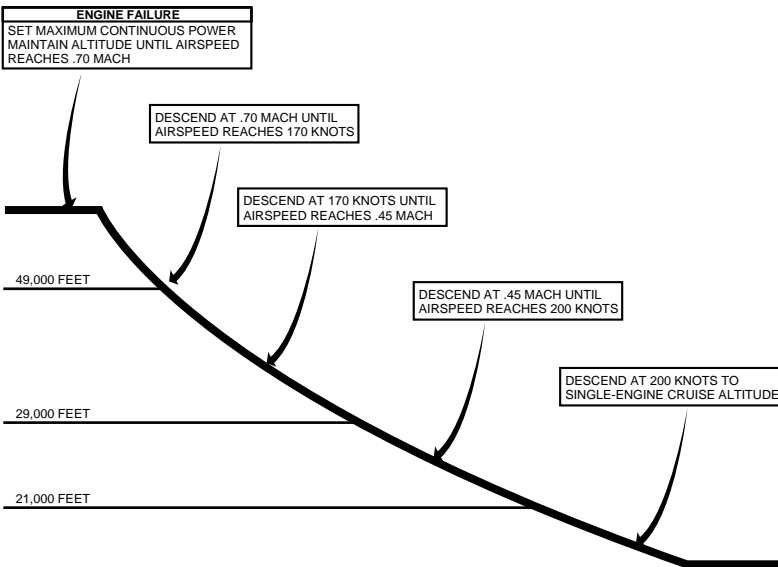 ENGINE FAILURE
SET MAXIMUM CONTINUOUS POWER
MAINTAIN ALTITUDE UNTIL AIRSPEED
REACHES .70 MACH
DESCEND AT .70 MACH UNTIL
AIRSPEED REACHES 170 KNOTS
DESCEND AT 170 KNOTS UNTIL
AIRSPEED REACHES .45 MACH
49,000 FEET
DESCEND AT .45 MACH UNTIL
AIRSPEED REACHES 200 KNOTS
DESCEND AT 200 KNOTS TO
SINGLE-ENGINE CRUISE ALTITUDE
29,000 FEET
21,000 FEET